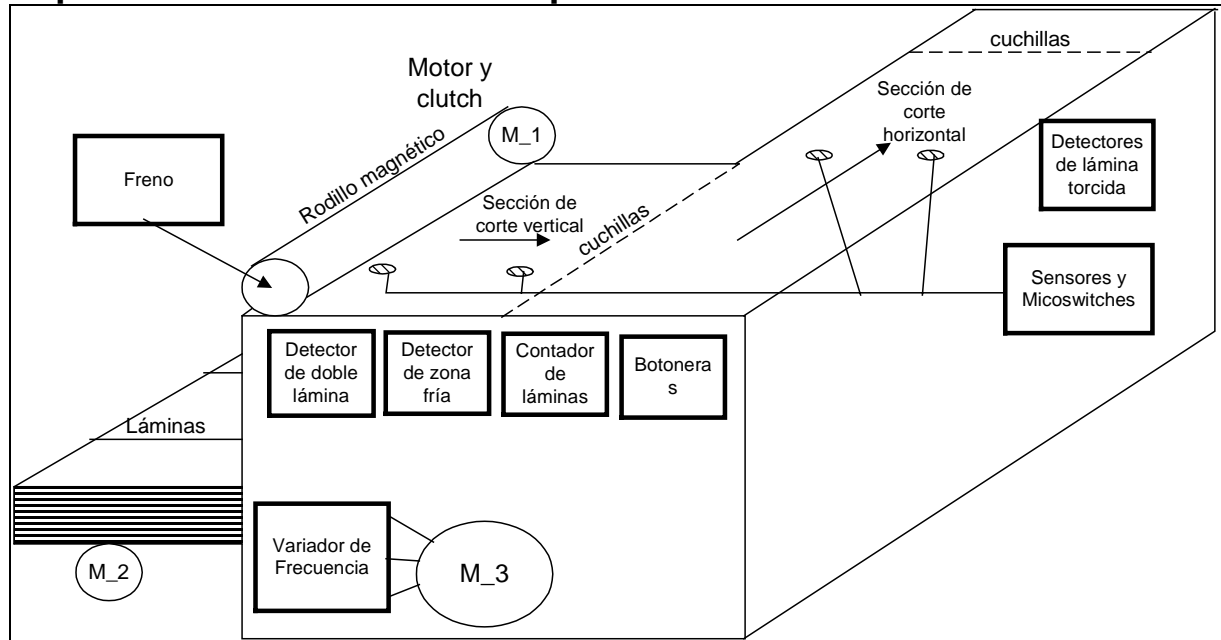 cuchillas
Motor y
clutch
Sección de
corte
horizontal
M_1
Rodillo magnético
Detectores
de lámina
torcida
Freno
Sección de
corte vertical
cuchillas
Sensores y
Micoswitches
Detector
de doble
lámina
Detector
de zona
fría
Contador
de
láminas
Botonera
s
Láminas
Variador de
Frecuencia
M_2
M_3